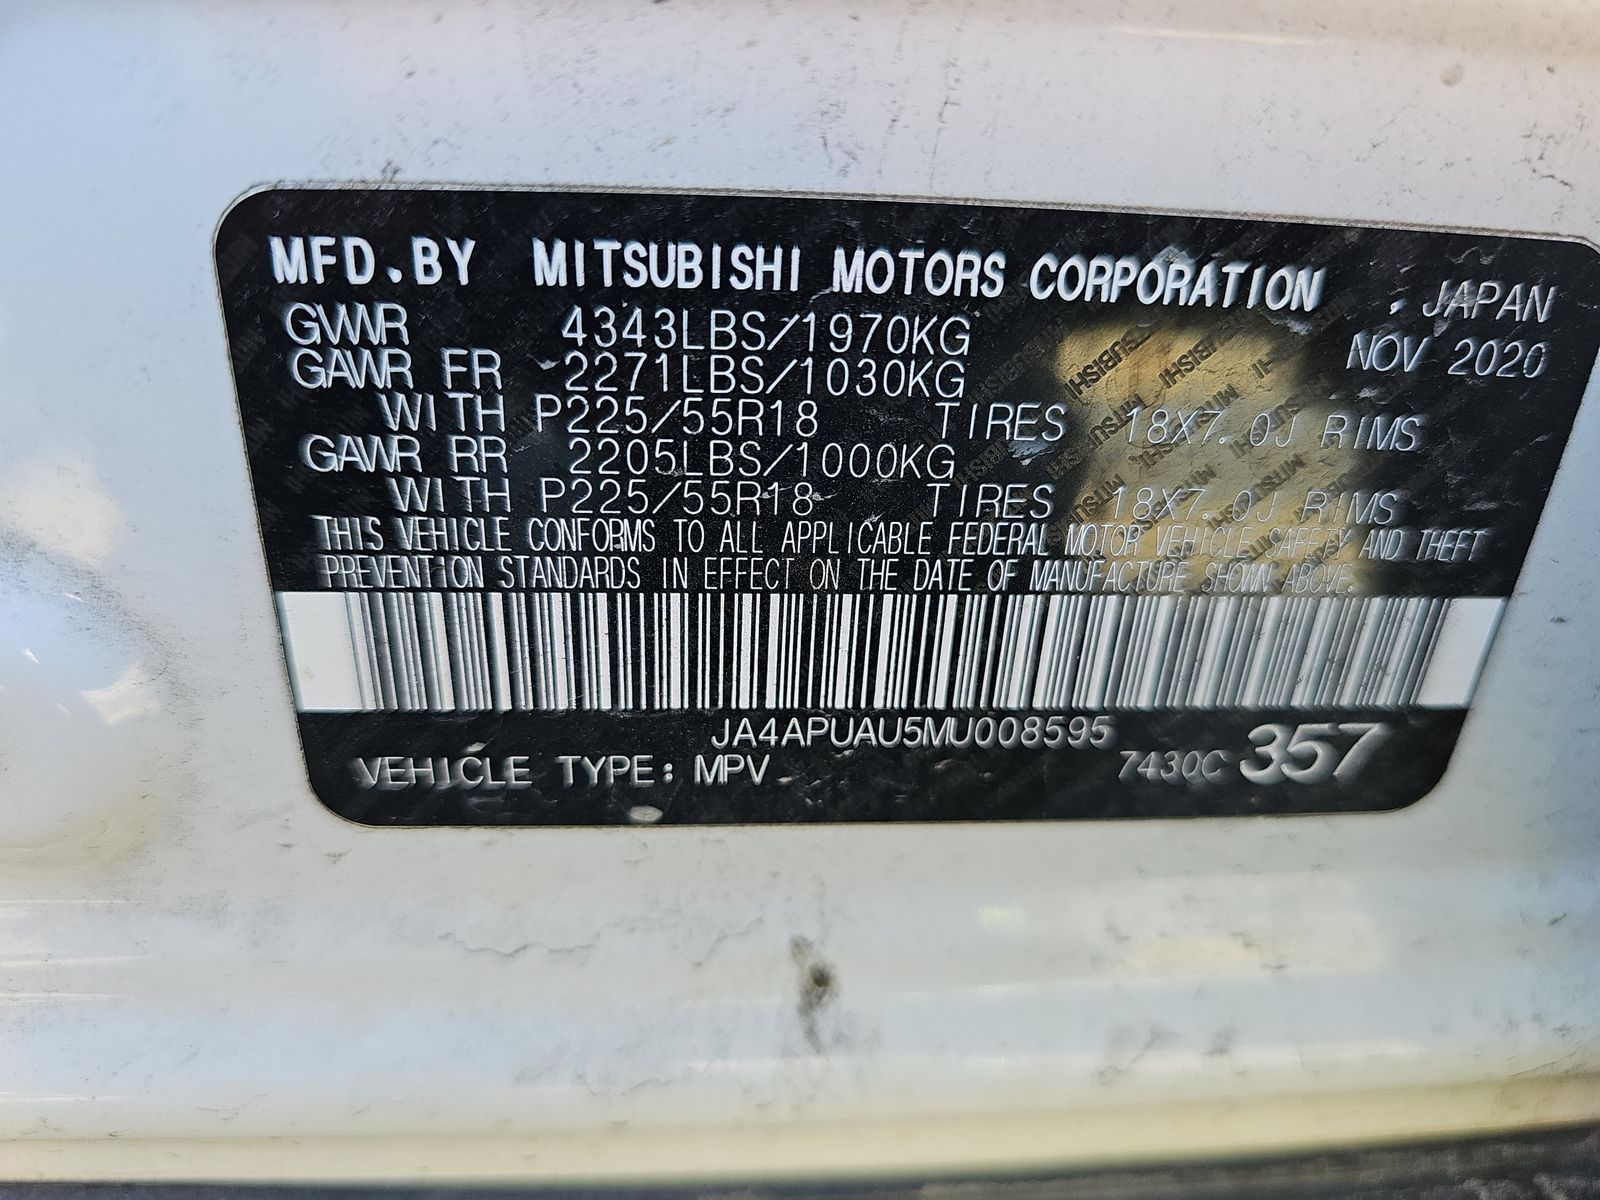 MFD.BY MITSUBISHI MOTORS CORPORATION , JAPAN
GVWR 4343LBS/1970KG NOV 2020
GAWR FR 2271LBS/1030KG
WITH P225/55R18 TIRES 18X7.0J RIMS
GAWR RR 2205LBS/1000KG
WITH P225/55R18 TIRES 18X7.0J RIMS
THIS VEHICLE CONFORMS TO ALL APPLICABLE FEDERAL MOTOR VEHICLE SAFETY AND THEFT
PREVENTION STANDARDS IN EFFECT ON THE DATE OF MANUFACTURE SHOWN ABOVE.
JA4APUAU5MU008595
VEHICLE TYPE: MPV 7430C 357